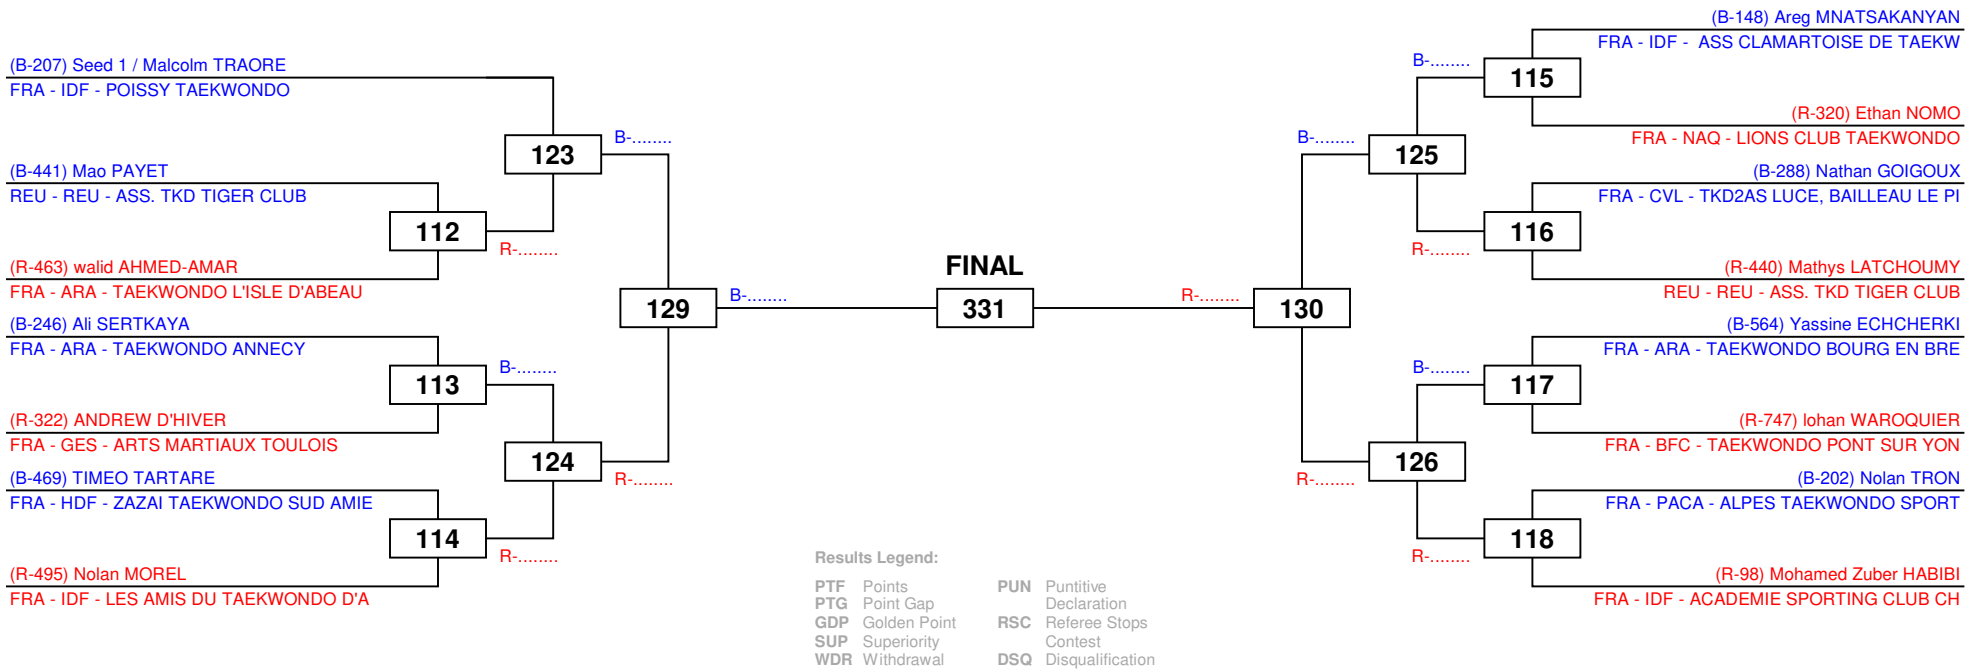 (B-207) Seed 1 / Malcolm TRAORE
FRA - IDF - POISSY TAEKWONDO
123
B-........
(B-441) Mao PAYET
REU - REU - ASS. TKD TIGER CLUB
112
R-........
(R-463) walid AHMED-AMAR
FRA - ARA - TAEKWONDO L'ISLE D'ABEAU
129
B-........
(B-246) Ali SERTKAYA
FRA - ARA - TAEKWONDO ANNECY
113
B-........
(R-322) ANDREW D'HIVER
FRA - GES - ARTS MARTIAUX TOULOIS
124
R-........
(B-469) TIMEO TARTARE
FRA - HDF - ZAZAI TAEKWONDO SUD AMIE
114
R-........
(R-495) Nolan MOREL
FRA - IDF - LES AMIS DU TAEKWONDO D'A
FINAL
331
(B-148) Areg MNATSAKANYAN
FRA - IDF -  ASS CLAMARTOISE DE TAEKW
B-........
115
(R-320) Ethan NOMO
FRA - NAQ - LIONS CLUB TAEKWONDO
B-........
125
(B-288) Nathan GOIGOUX
FRA - CVL - TKD2AS LUCE, BAILLEAU LE PI
116
R-........
(R-440) Mathys LATCHOUMY
REU - REU - ASS. TKD TIGER CLUB
R-........
130
(B-564) Yassine ECHCHERKI
FRA - ARA - TAEKWONDO BOURG EN BRE
B-........
117
(R-747) Iohan WAROQUIER
FRA - BFC - TAEKWONDO PONT SUR YON
126
R-........
(B-202) Nolan TRON
FRA - PACA - ALPES TAEKWONDO SPORT
118
R-........
(R-98) Mohamed Zuber HABIBI
FRA - IDF - ACADEMIE SPORTING CLUB CH
Results Legend:
PTF Points
PTG Point Gap
GDP Golden Point
SUP Superiority
WDR Withdrawal
PUN Puntitive
Declaration
RSC Referee Stops
Contest
DSQ Disqualification